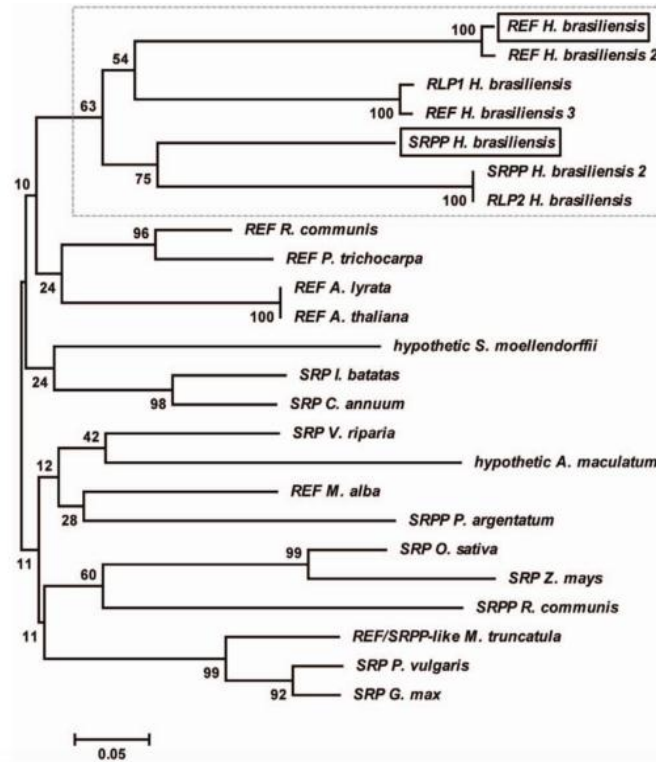 REF H. brasiliensis
100
REF H. brasiliensis 2
54
RLP1 H. brasiliensis
100
REF H. brasiliensis 3
63
SRPP H. brasiliensis
75
SRPP H. brasiliensis 2
100
RLP2 H. brasiliensis
10
REF R. communis
96
REF P. trichocarpa
24
REF A. lyrata
100
REF A. thaliana
hypothetic S. moellendorffii
24
SRP I. batatas
98
SRP C. annuum
42
SRP V. riparia
12
hypothetic A. maculatum
REF M. alba
28
SRPP P. argentatum
11
SRP O. sativa
99
SRP Z. mays
60
SRPP R. communis
11
REF/SRPP-like M. truncatula
99
SRP P. vulgaris
92
SRP G. max
0.05